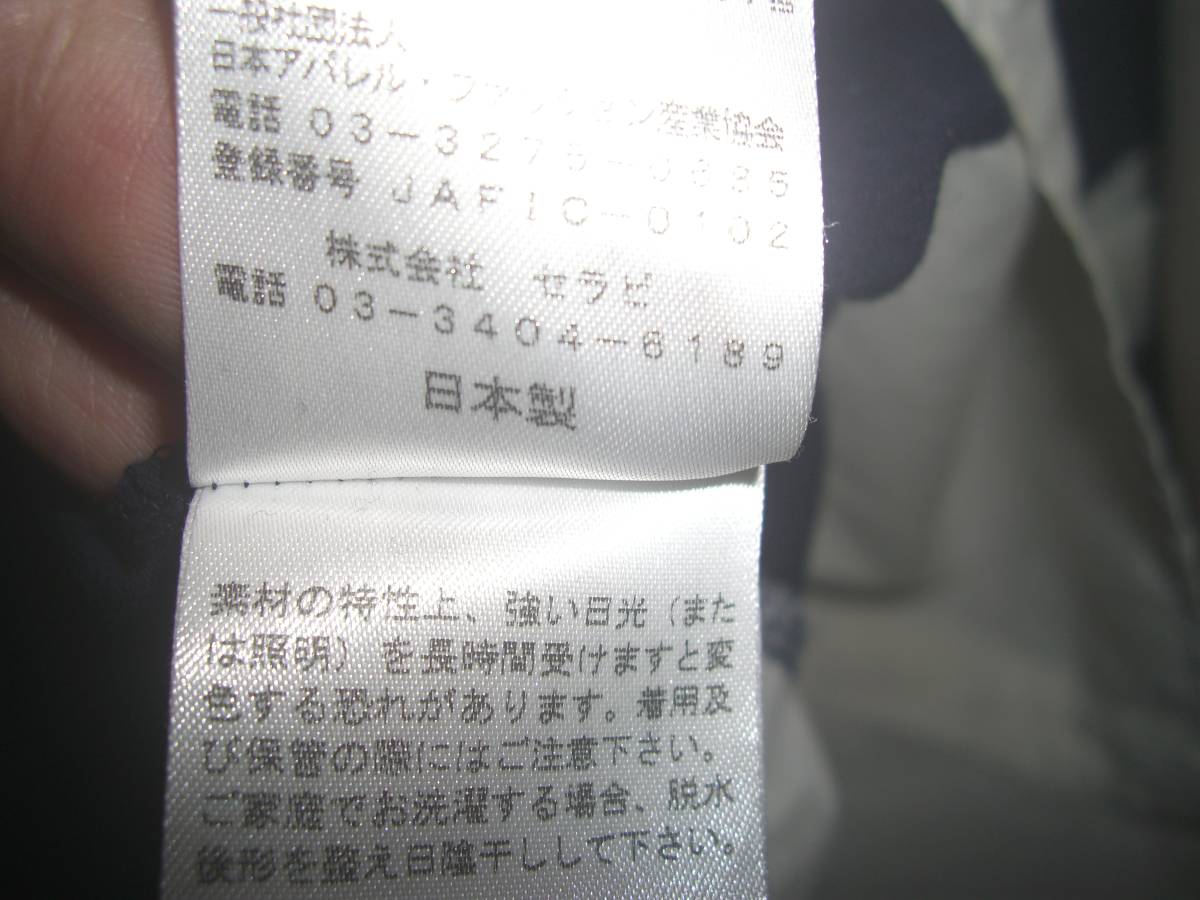 一般社団法人
日本アパレル・ファッション産業協会
電話 03-3275-0685
登録番号 JAFIC-0102
株式会社 セラビ
電話 03-3404-6189
日本製
素材の特性上、強い日光(また
は照明)を長時間受けますと変
色する恐れがあります。着用及
び保管の際にはご注意下さい。
ご家庭でお洗濯する場合、脱水
後形を整え日陰干しして下さい。